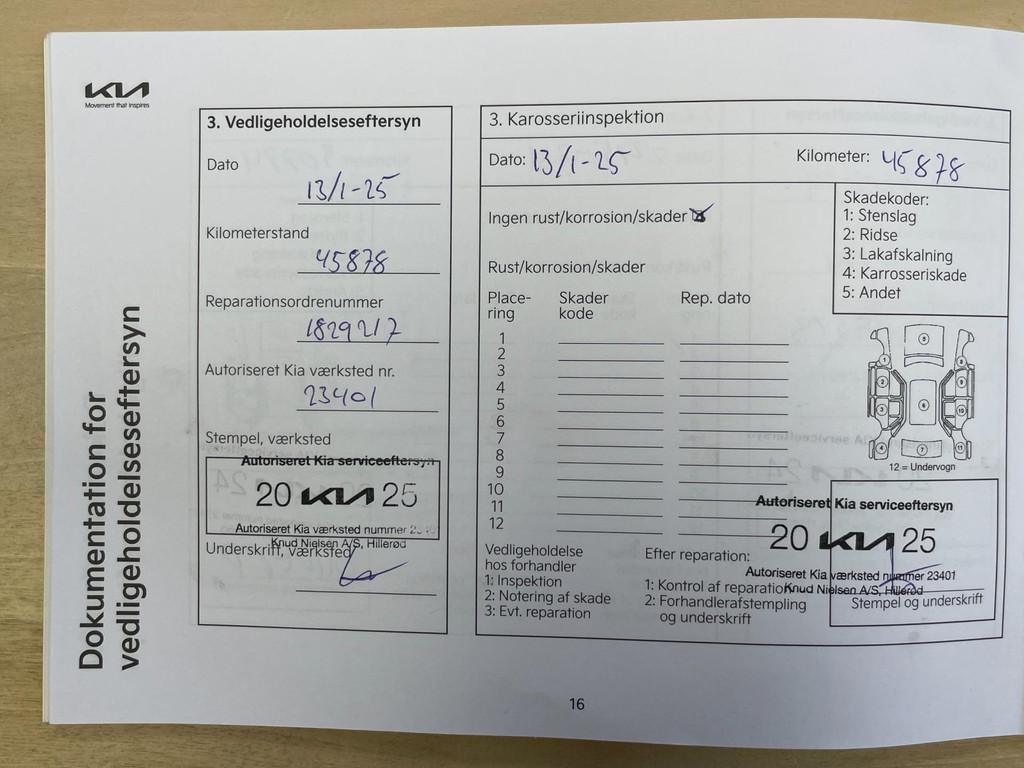 KIA
Movement that inspires
Dokumentation for
vedligeholdelseseftersyn
3. Vedligeholdelseseftersyn
Dato
13/1-25
Kilometerstand
45878
Reparationsordrenummer
1829217
Autoriseret Kia værksted nr.
23401
Stempel, værksted
Autoriseret Kia serviceeftersyn
20 KIA 25
Autoriseret Kia værksted nummer
Knud Nielsen A/S, Hillerød
Underskrift, værksted
3. Karosseriinspektion
Dato: 13/1-25 Kilometer: 45878
Ingen rust/korrosion/skader
Rust/korrosion/skader
Skadekoder:
1: Stenslag
2: Ridse
3: Lakafskalning
4: Karrosseriskade
5: Andet
Place-
ring
Skader
kode
Rep. dato
1
2
3
4
5
6
7
8
9
10
11
12
12 = Undervogn
Vedligeholdelse
hos forhandler
1: Inspektion
2: Notering af skade
3: Evt. reparation
Efter reparation:
1: Kontrol af reparation
2: Forhandlerafstempling
og underskrift
Autoriseret Kia serviceeftersyn
20 KIA 25
Autoriseret Kia værksted nummer 23401
Knud Nielsen A/S, Hillerød
Stempel og underskrift
16